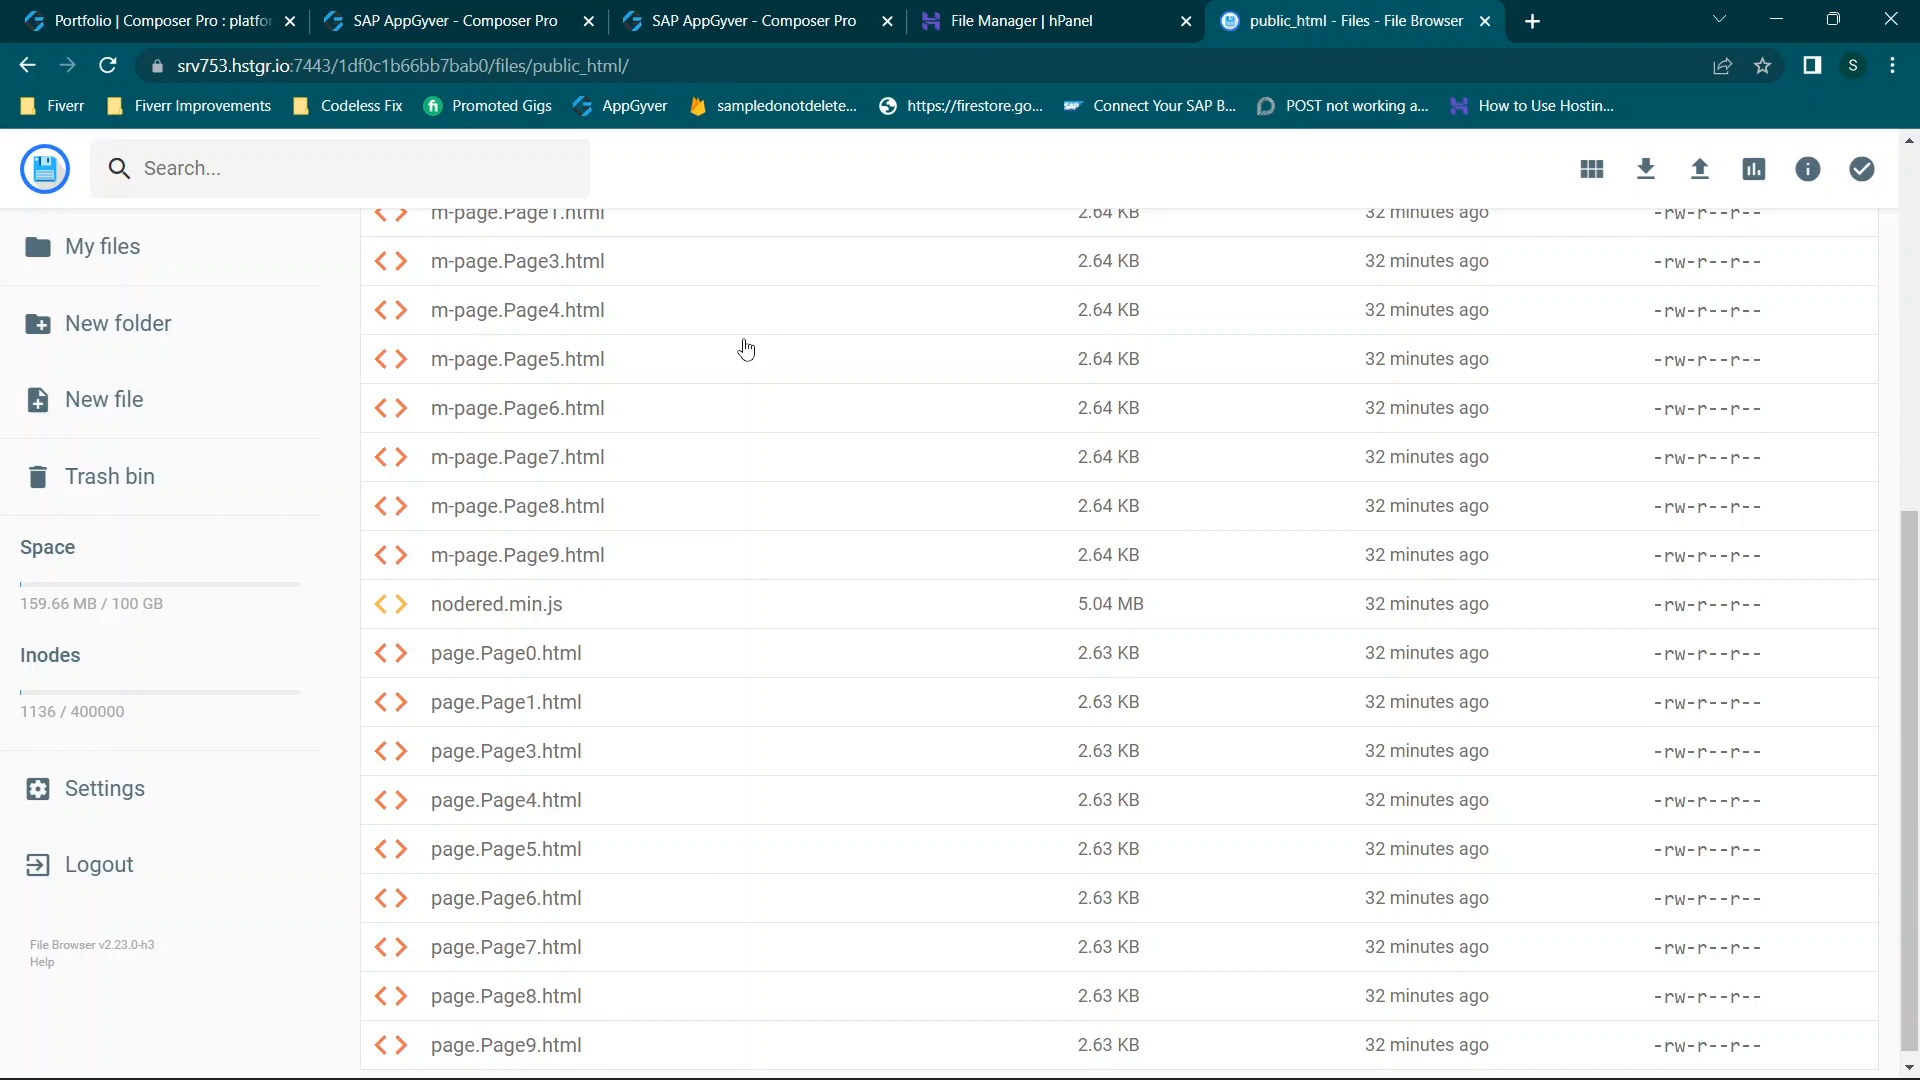 Portfolio | Composer Pro : platfo
SAP AppGyver - Composer Pro
SAP AppGyver - Composer Pro
File Manager | hPanel
public_html - Files - File Browser
srv753.hstgr.io:7443/1df0c1b66bb7bab0/files/public_html/
S
Fiverr
Fiverr Improvements
Codeless Fix
Promoted Gigs
AppGyver
sampledonotdelete...
https://firestore.go...
Connect Your SAP B...
POST not working a...
How to Use Hostin...
Search...
My files
New folder
New file
Trash bin
Space
159.66 MB / 100 GB
Inodes
1136 / 400000
Settings
Logout
File Browser v2.23.0-h3
Help
m-page.Page1.html 2.64 KB 32 minutes ago -rw-r--r--
m-page.Page3.html 2.64 KB 32 minutes ago -rw-r--r--
m-page.Page4.html 2.64 KB 32 minutes ago -rw-r--r--
m-page.Page5.html 2.64 KB 32 minutes ago -rw-r--r--
m-page.Page6.html 2.64 KB 32 minutes ago -rw-r--r--
m-page.Page7.html 2.64 KB 32 minutes ago -rw-r--r--
m-page.Page8.html 2.64 KB 32 minutes ago -rw-r--r--
m-page.Page9.html 2.64 KB 32 minutes ago -rw-r--r--
nodered.min.js 5.04 MB 32 minutes ago -rw-r--r--
page.Page0.html 2.63 KB 32 minutes ago -rw-r--r--
page.Page1.html 2.63 KB 32 minutes ago -rw-r--r--
page.Page3.html 2.63 KB 32 minutes ago -rw-r--r--
page.Page4.html 2.63 KB 32 minutes ago -rw-r--r--
page.Page5.html 2.63 KB 32 minutes ago -rw-r--r--
page.Page6.html 2.63 KB 32 minutes ago -rw-r--r--
page.Page7.html 2.63 KB 32 minutes ago -rw-r--r--
page.Page8.html 2.63 KB 32 minutes ago -rw-r--r--
page.Page9.html 2.63 KB 32 minutes ago -rw-r--r--